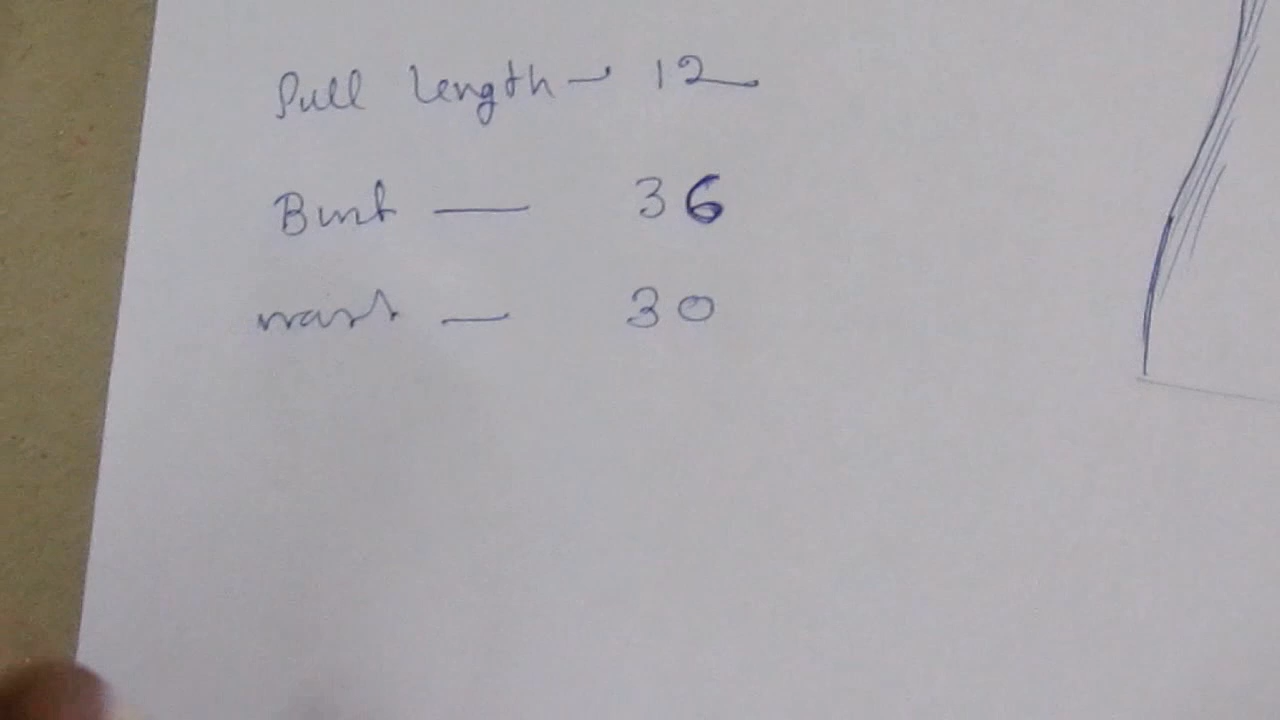 Full length - 12
Bust — 36
waist — 30